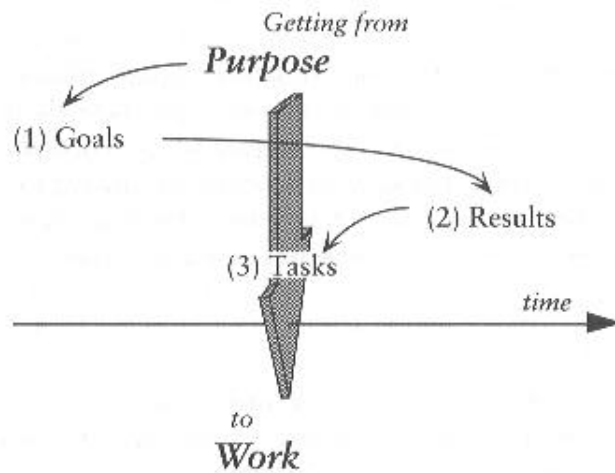 Getting from
Purpose
(1) Goals
(2) Results
(3) Tasks
time
to
Work